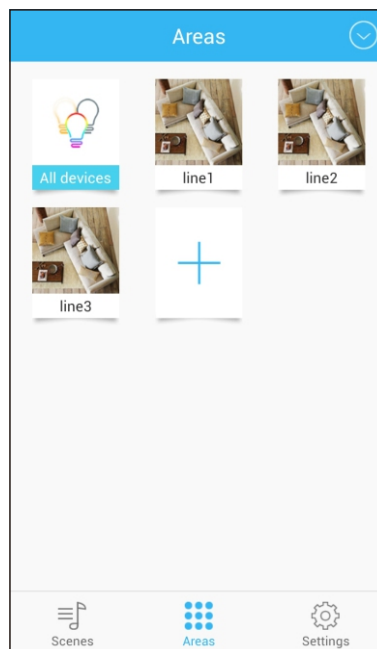 Areas
All devices
line1
line2
line3
Scenes
Areas
Settings